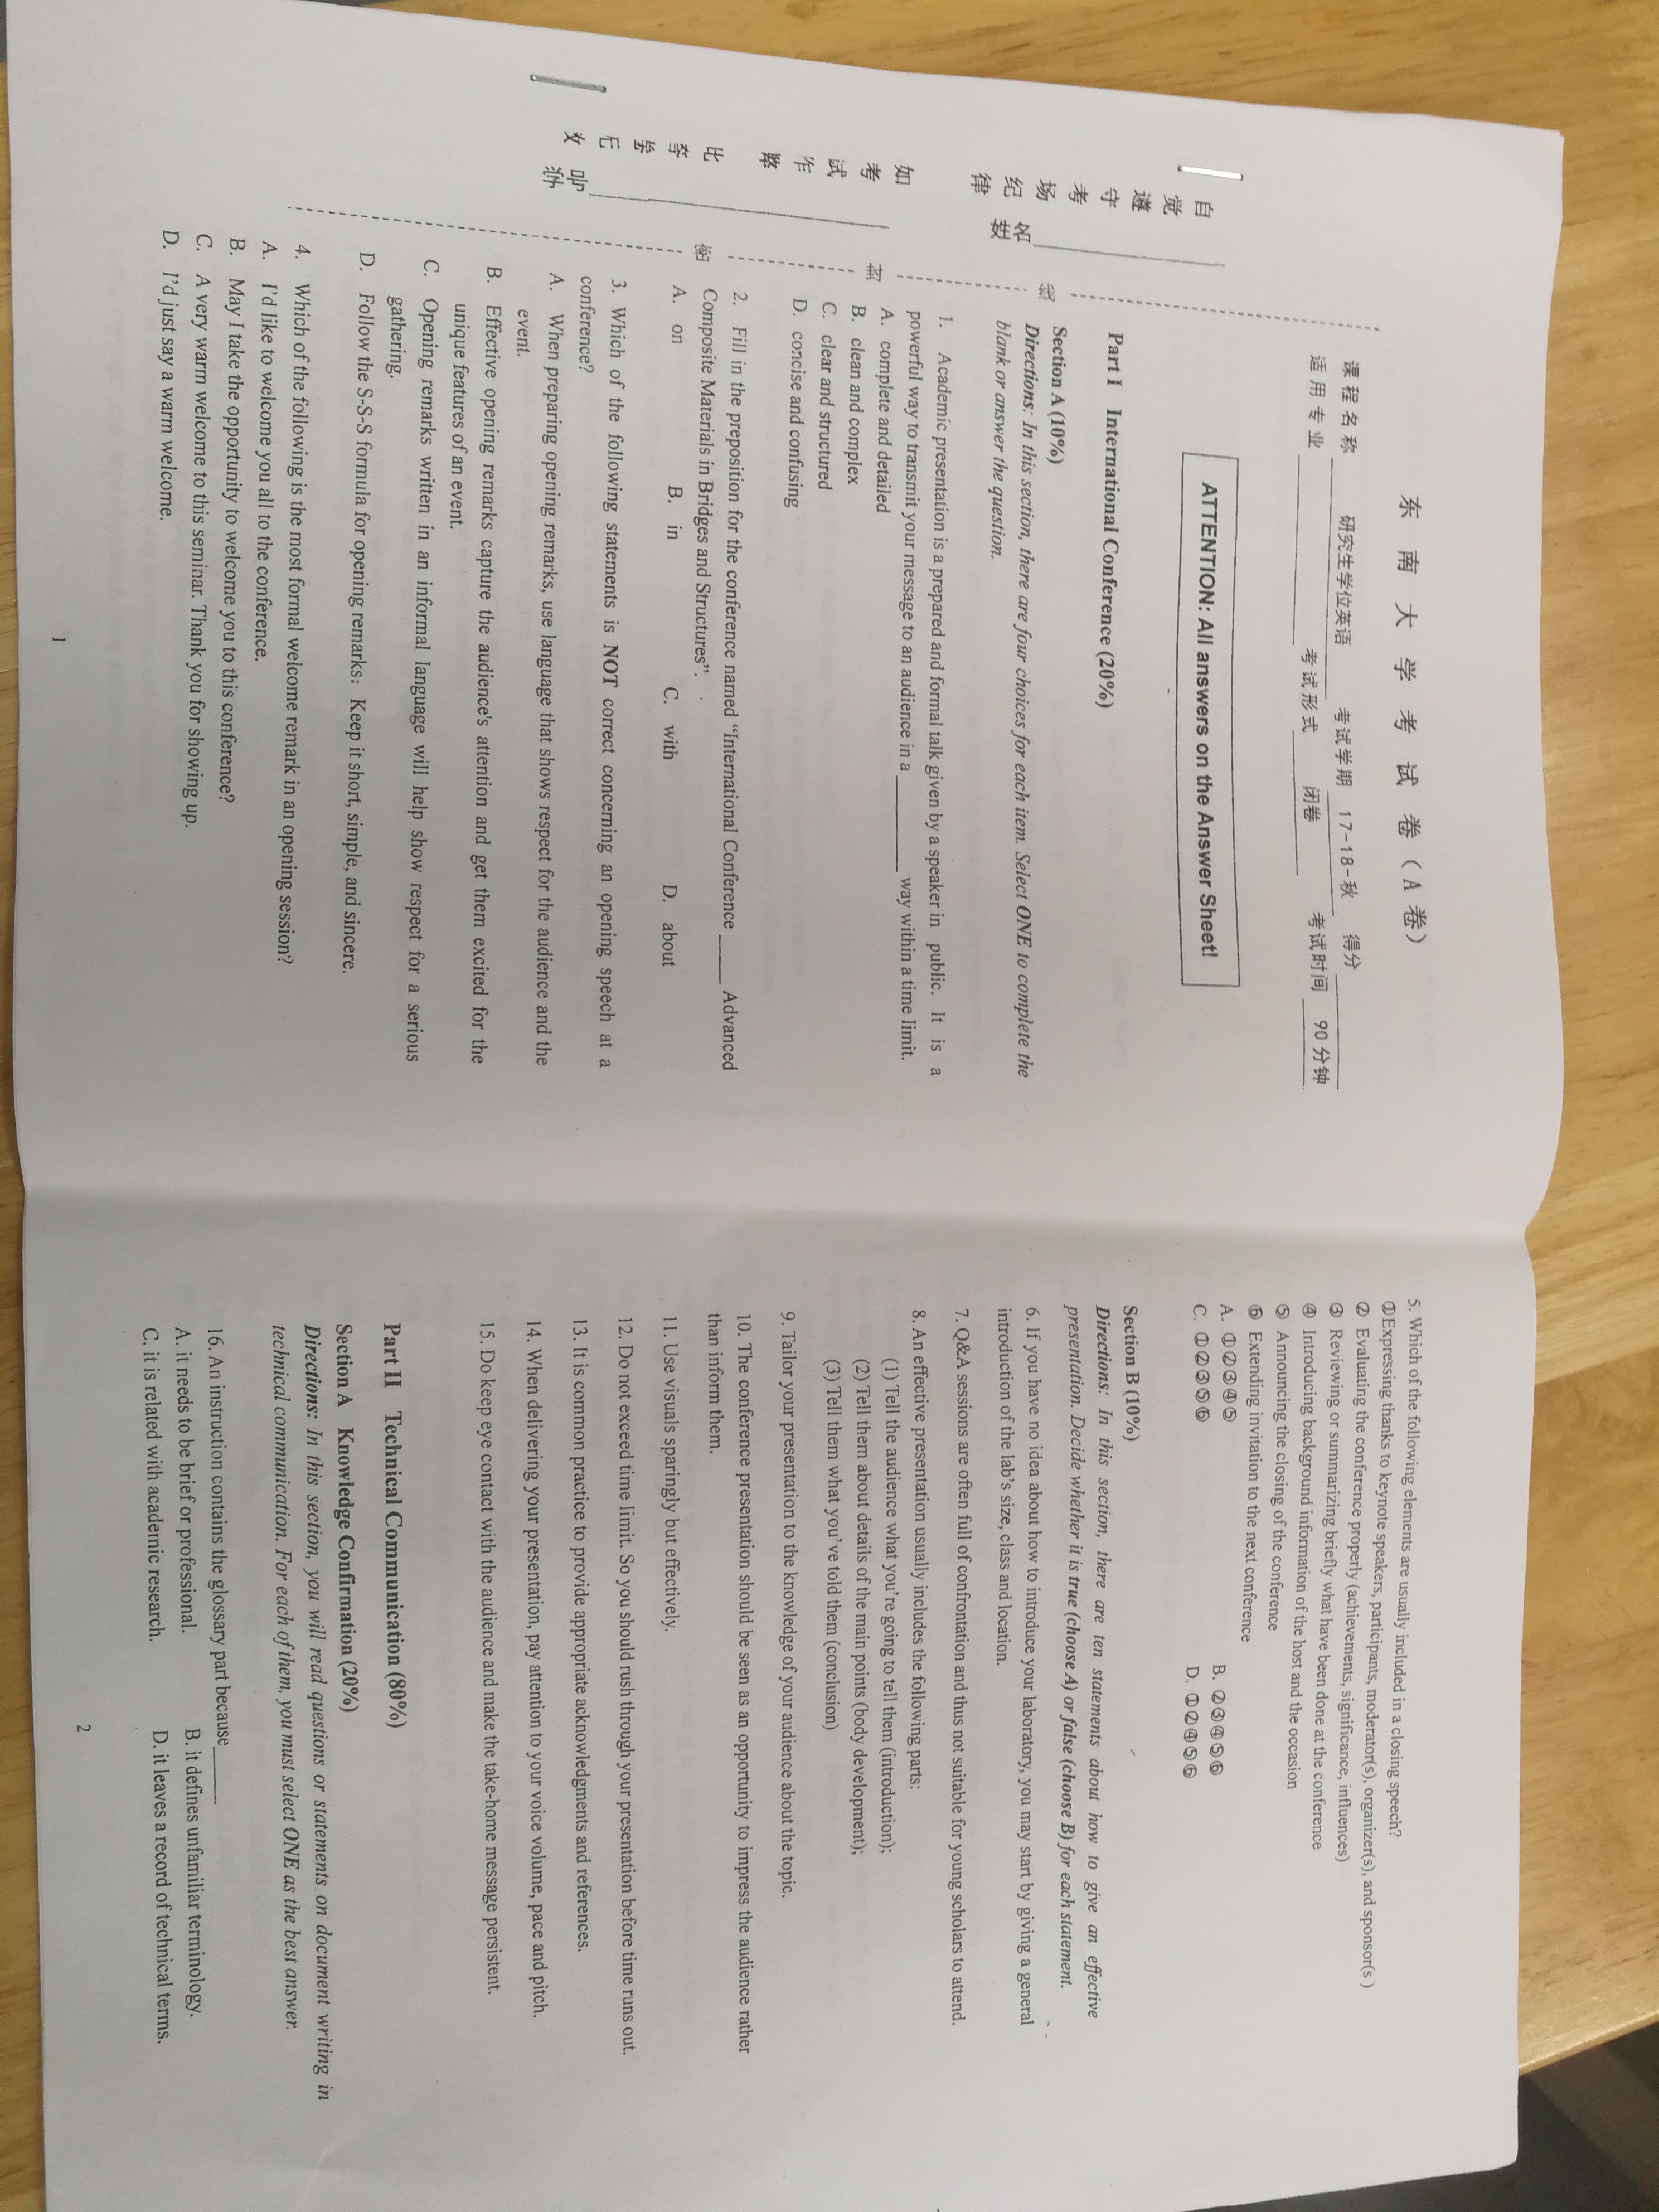 东 南 大 学 考 试 卷（A 卷）
课 程 名 称 研究生学位英语 考试学期 17-18-秋 得分
适 用 专 业 考 试 形 式 闭卷 考试时间 90 分钟
ATTENTION: All answers on the Answer Sheet!
自觉遵守考场纪律
如考试作弊
此答卷无效
姓名
学号
线
封
密
Part I International Conference (20%)
Section A (10%)
Directions: In this section, there are four choices for each item. Select ONE to complete the
blank or answer the question.
1. Academic presentation is a prepared and formal talk given by a speaker in public. It is a
powerful way to transmit your message to an audience in a __________ way within a time limit.
A. complete and detailed
B. clean and complex
C. clear and structured
D. concise and confusing
2. Fill in the preposition for the conference named “International Conference _____ Advanced
Composite Materials in Bridges and Structures”.
A. on B. in C. with D. about
3. Which of the following statements is NOT correct concerning an opening speech at a
conference?
A. When preparing opening remarks, use language that shows respect for the audience and the
event.
B. Effective opening remarks capture the audience's attention and get them excited for the
unique features of an event.
C. Opening remarks written in an informal language will help show respect for a serious
gathering.
D. Follow the S-S-S formula for opening remarks: Keep it short, simple, and sincere.
4. Which of the following is the most formal welcome remark in an opening session?
A. I’d like to welcome you all to the conference.
B. May I take the opportunity to welcome you to this conference?
C. A very warm welcome to this seminar. Thank you for showing up.
D. I’d just say a warm welcome.
1
5. Which of the following elements are usually included in a closing speech?
①Expressing thanks to keynote speakers, participants, moderator(s), organizer(s), and sponsor(s )
② Evaluating the conference properly (achievements, significance, influences)
③ Reviewing or summarizing briefly what have been done at the conference
④ Introducing background information of the host and the occasion
⑤ Announcing the closing of the conference
⑥ Extending invitation to the next conference
A. ①②③④⑤ B. ②③④⑤⑥
C. ①②③⑤⑥ D. ①②④⑤⑥
Section B (10%)
Directions: In this section, there are ten statements about how to give an effective
presentation. Decide whether it is true (choose A) or false (choose B) for each statement.
6. If you have no idea about how to introduce your laboratory, you may start by giving a general
introduction of the lab’s size, class and location.
7. Q&A sessions are often full of confrontation and thus not suitable for young scholars to attend.
8. An effective presentation usually includes the following parts:
(1) Tell the audience what you’re going to tell them (introduction);
(2) Tell them about details of the main points (body development);
(3) Tell them what you’ve told them (conclusion)
9. Tailor your presentation to the knowledge of your audience about the topic.
10. The conference presentation should be seen as an opportunity to impress the audience rather
than inform them.
11. Use visuals sparingly but effectively.
12. Do not exceed time limit. So you should rush through your presentation before time runs out.
13. It is common practice to provide appropriate acknowledgments and references.
14. When delivering your presentation, pay attention to your voice volume, pace and pitch.
15. Do keep eye contact with the audience and make the take-home message persistent.
Part II Technical Communication (80%)
Section A Knowledge Confirmation (20%)
Directions: In this section, you will read questions or statements on document writing in
technical communication. For each of them, you must select ONE as the best answer.
16. An instruction contains the glossary part because______
A. it needs to be brief or professional. B. it defines unfamiliar terminology.
C. it is related with academic research. D. it leaves a record of technical terms.
2